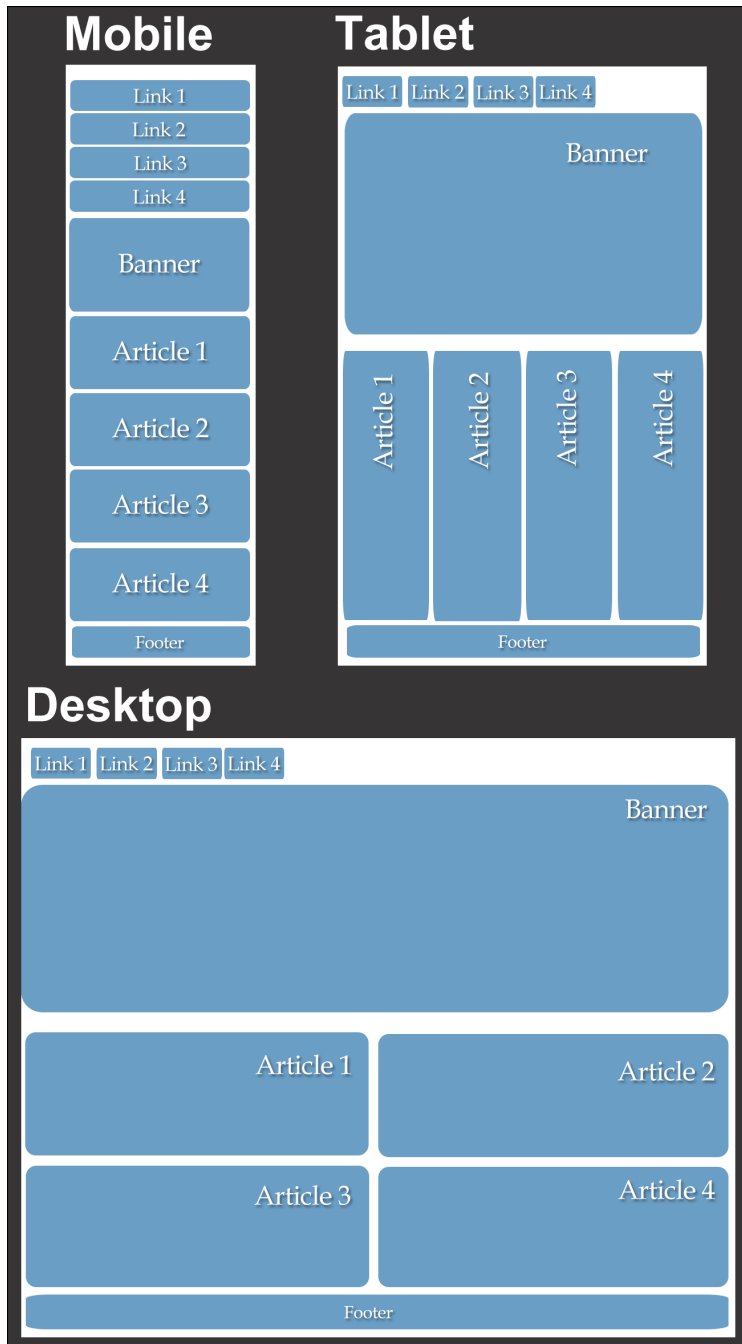 Mobile
Link 1
Link 2
Link 3
Link 4
Banner
Article 1
Article 2
Article 3
Article 4
Footer
Tablet
Link 1 Link 2 Link 3 Link 4
Banner
Article 1
Article 2
Article 3
Article 4
Footer
Desktop
Link 1 Link 2 Link 3 Link 4
Banner
Article 1
Article 2
Article 3
Article 4
Footer